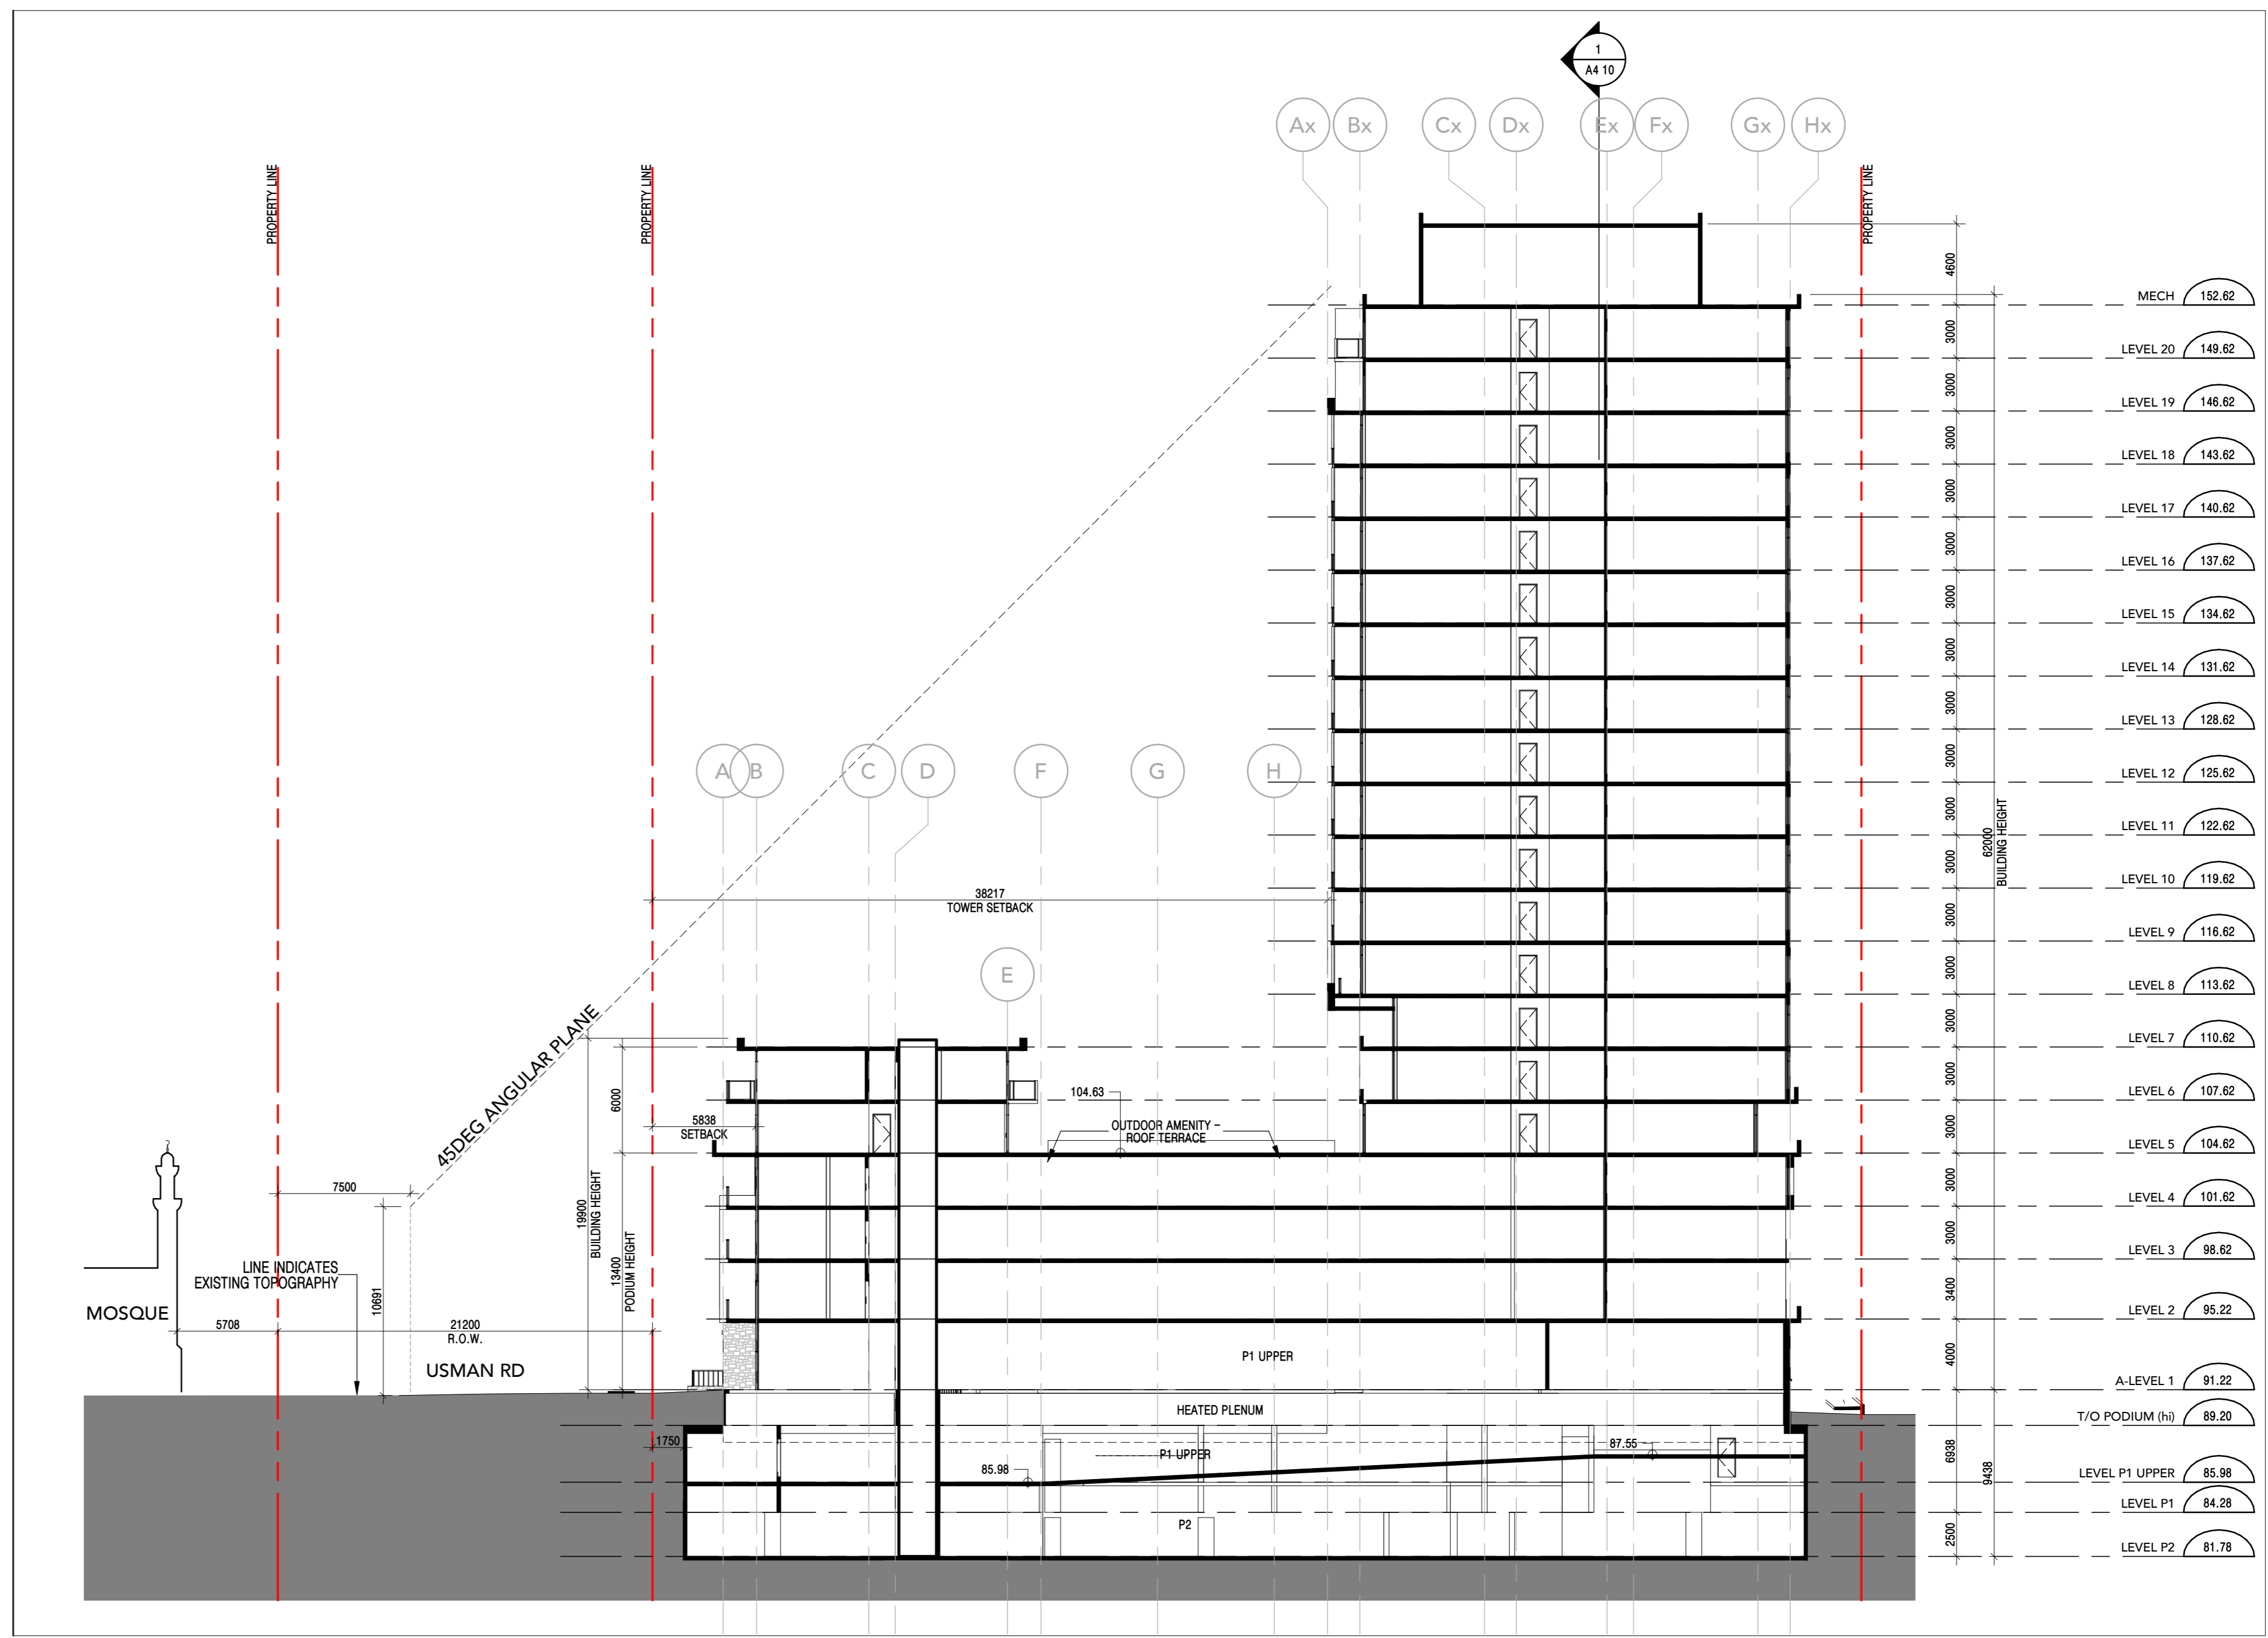 1
A4 10
Ax
Bx
Cx
Dx
Ex
Fx
Gx
Hx
PROPERTY LINE
PROPERTY LINE
PROPERTY LINE
4600
MECH 152.62
3000
LEVEL 20 149.62
3000
LEVEL 19 146.62
3000
LEVEL 18 143.62
3000
LEVEL 17 140.62
3000
LEVEL 16 137.62
3000
LEVEL 15 134.62
3000
LEVEL 14 131.62
3000
LEVEL 13 128.62
3000
LEVEL 12 125.62
3000
LEVEL 11 122.62
3000
LEVEL 10 119.62
3000
LEVEL 9 116.62
3000
LEVEL 8 113.62
3000
LEVEL 7 110.62
3000
LEVEL 6 107.62
3000
LEVEL 5 104.62
3000
LEVEL 4 101.62
3000
LEVEL 3 98.62
3400
LEVEL 2 95.22
4000
A-LEVEL 1 91.22
T/O PODIUM (hi) 89.20
6938
LEVEL P1 UPPER 85.98
LEVEL P1 84.28
2500
LEVEL P2 81.78
62000
BUILDING HEIGHT
9438
A
B
C
D
F
G
H
E
38217
TOWER SETBACK
45DEG ANGULAR PLANE
104.63
OUTDOOR AMENITY –
ROOF TERRACE
6000
5838
SETBACK
19900
BUILDING HEIGHT
13400
PODIUM HEIGHT
7500
10691
LINE INDICATES
EXISTING TOPOGRAPHY
MOSQUE
5708
21200
R.O.W.
USMAN RD
P1 UPPER
HEATED PLENUM
1750
P1 UPPER
87.55
85.98
P2